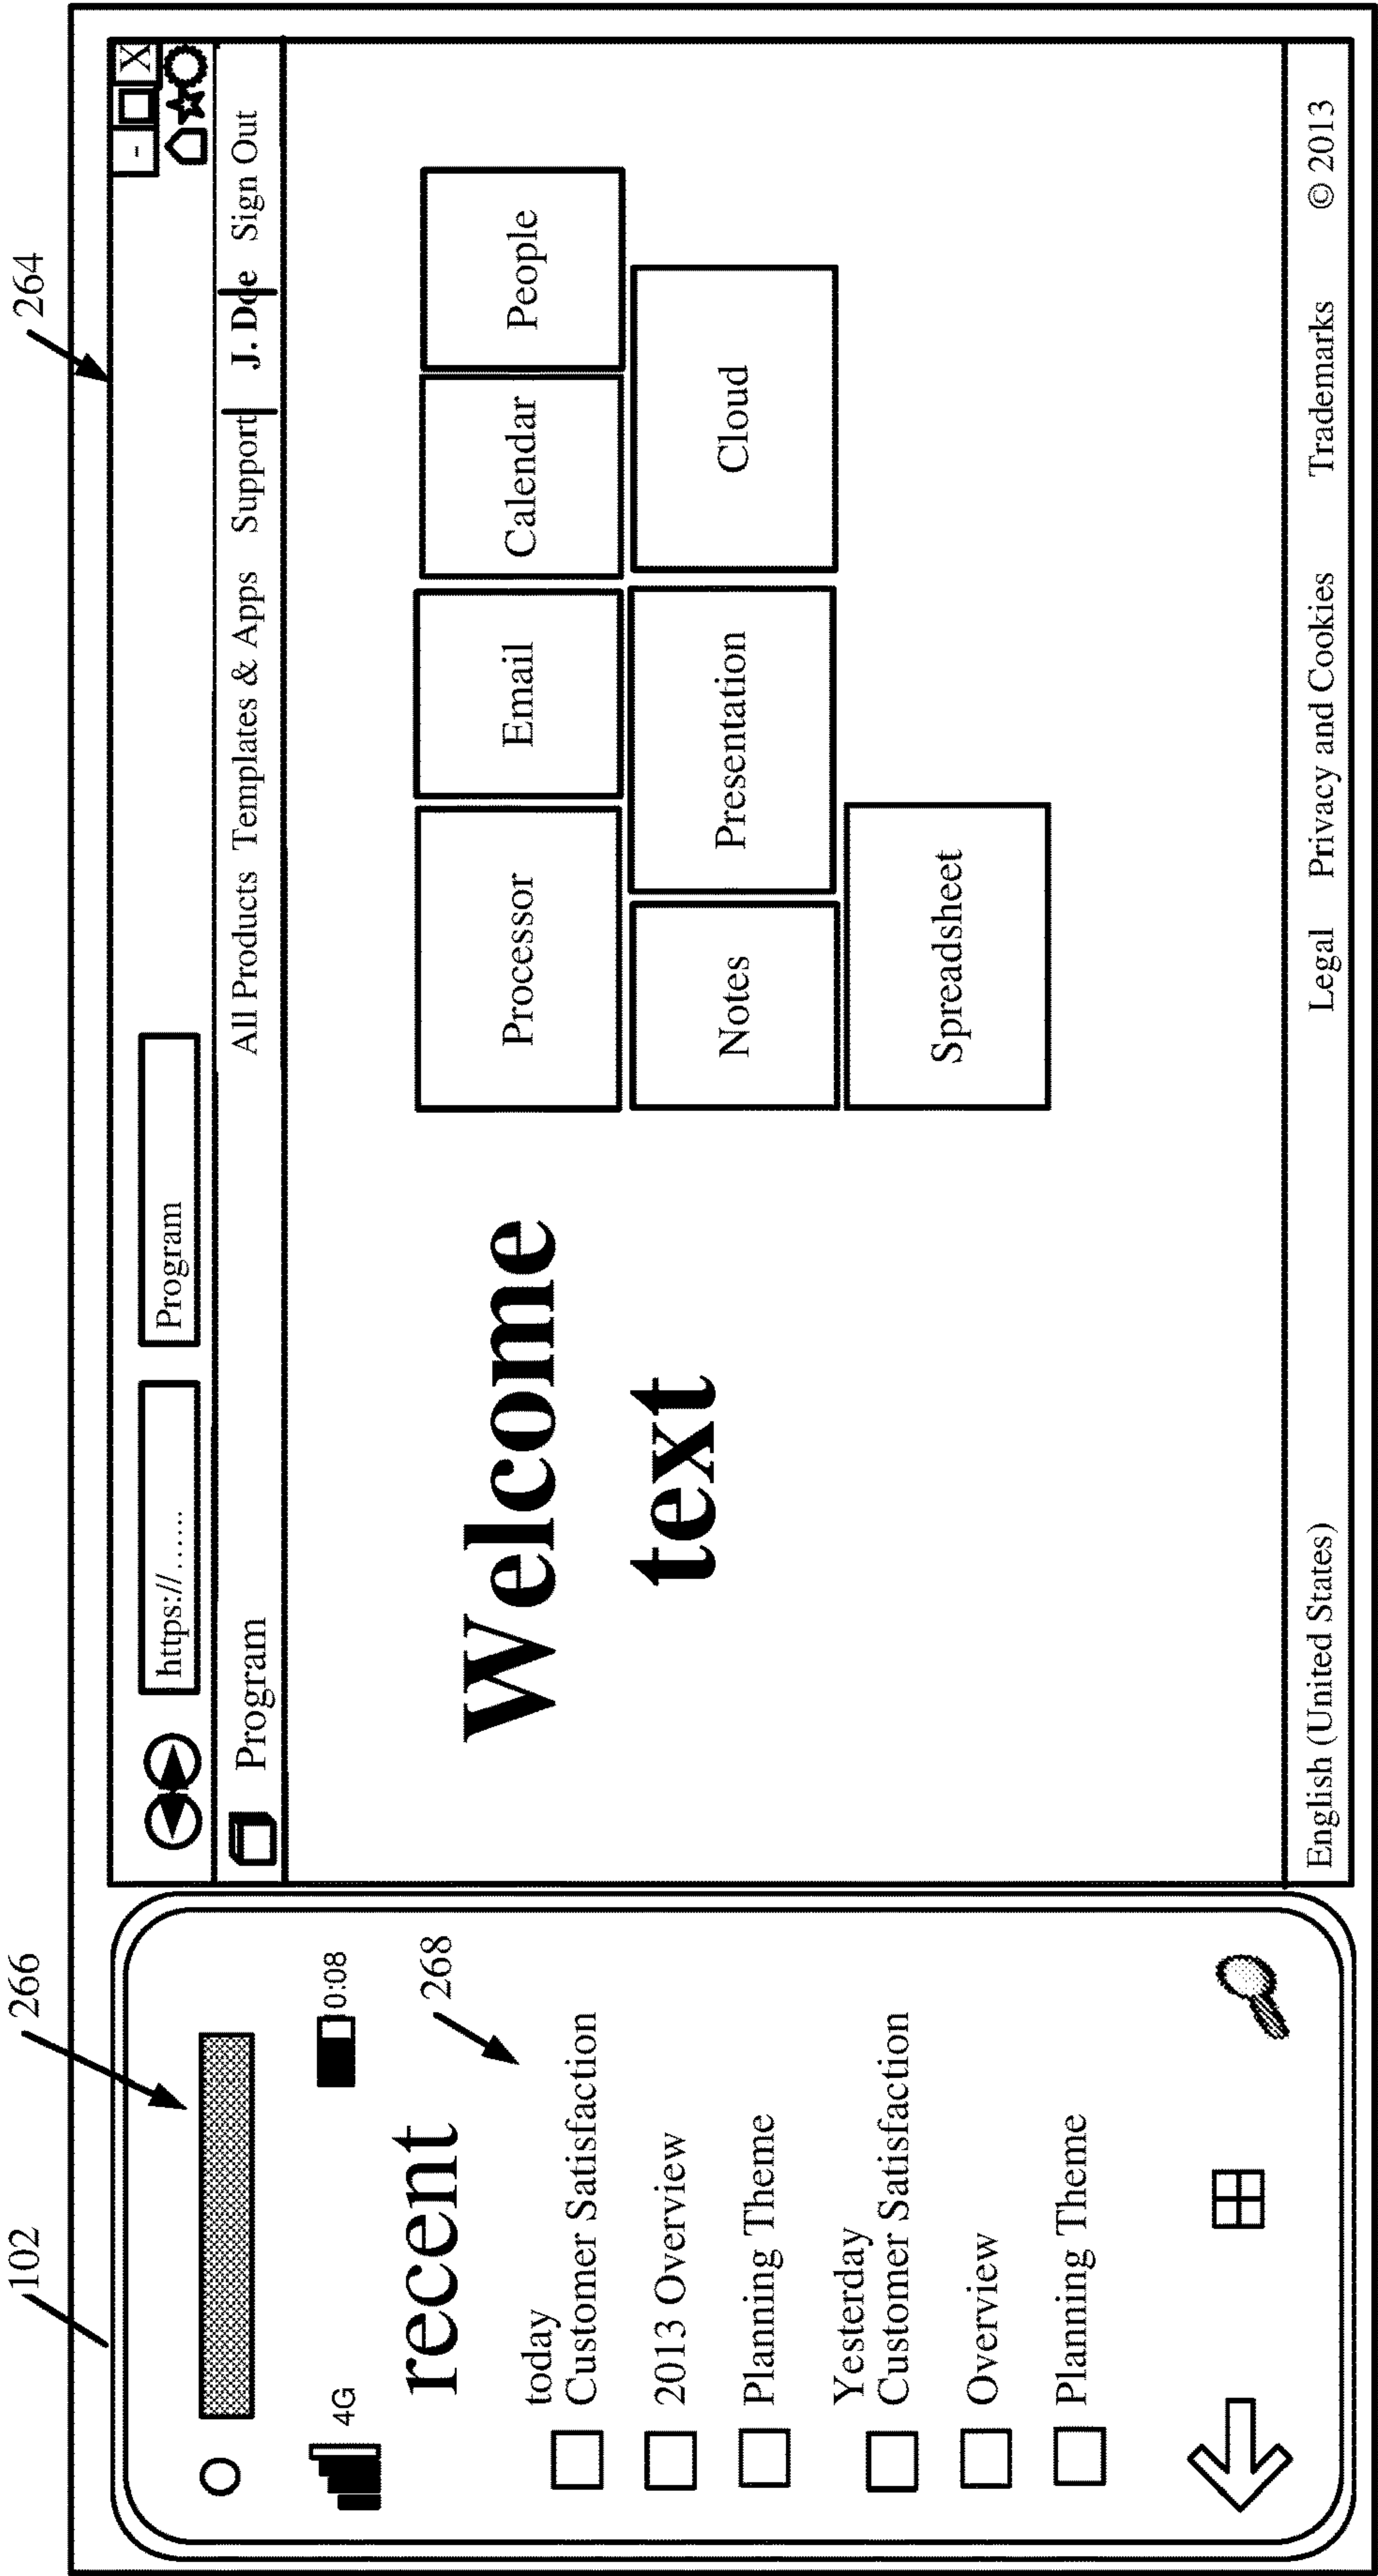 102
266
264
4G
10:08
recent
268
today
Customer Satisfaction
2013 Overview
Planning Theme
Yesterday
Customer Satisfaction
Overview
Planning Theme
https://......
Program
- X
Program
All Products Templates & Apps Support J. Doe Sign Out
Welcome
text
Processor Email Calendar People
Notes Presentation Cloud
Spreadsheet
English (United States) Legal Privacy and Cookies Trademarks © 2013